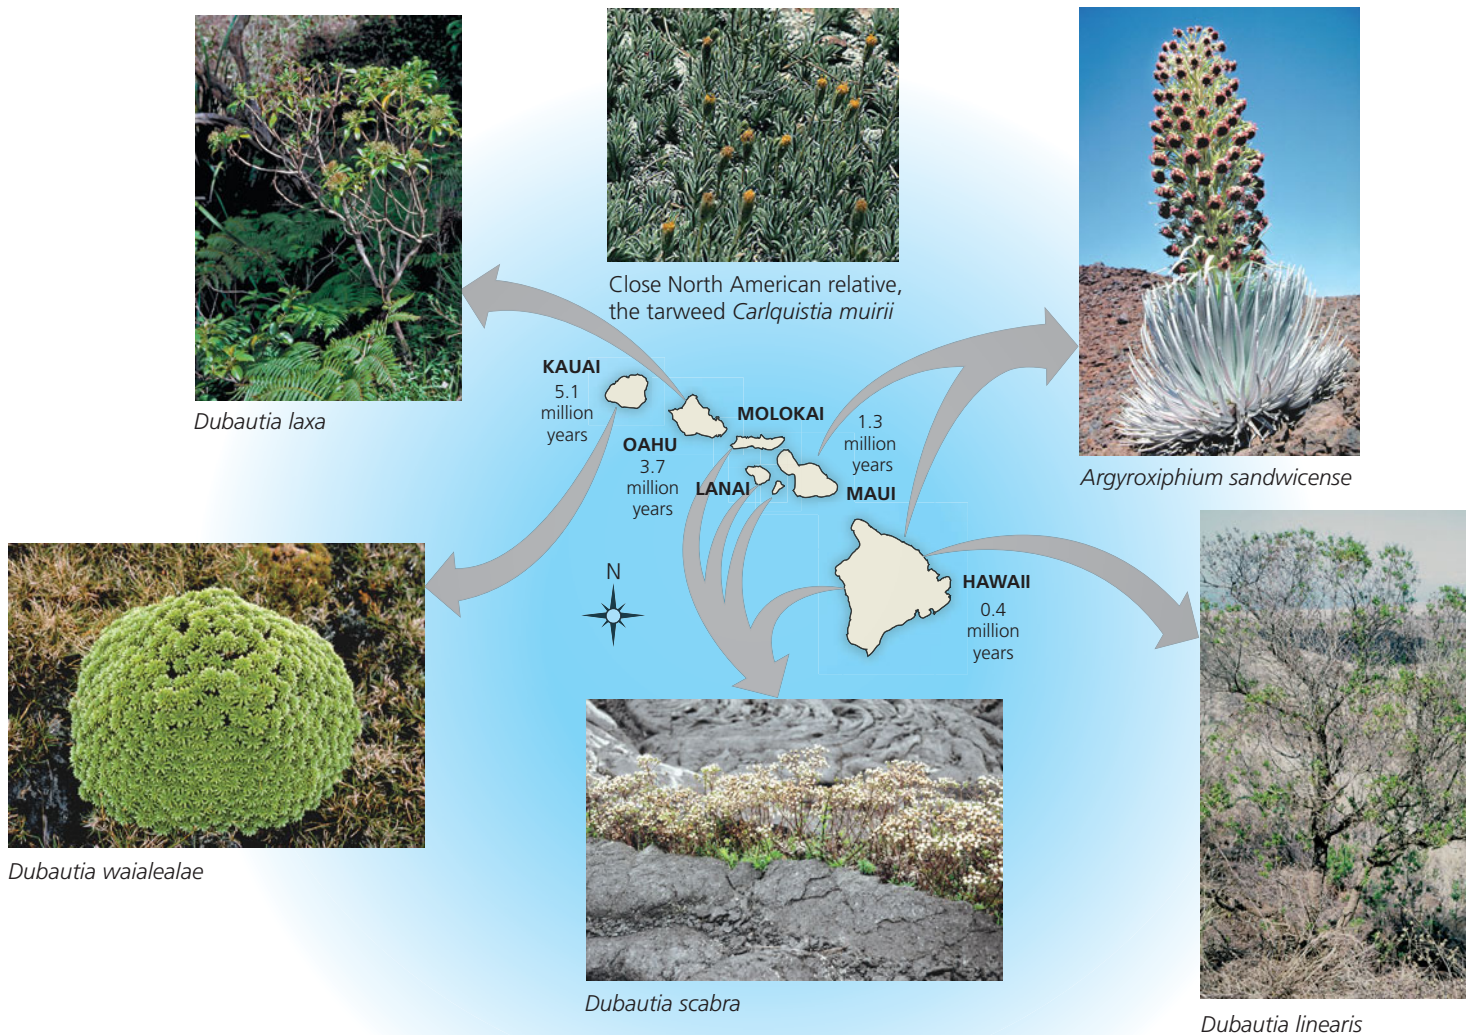 Close North American relative,
the tarweed Carlquistia muirii
Dubautia laxa
KAUAI
5.1
million
years
OAHU
3.7
million
years
MOLOKAI
LANAI
1.3
million
years
MAUI
Argyroxiphium sandwicense
N
HAWAII
0.4
million
years
Dubautia waialealae
Dubautia scabra
Dubautia linearis